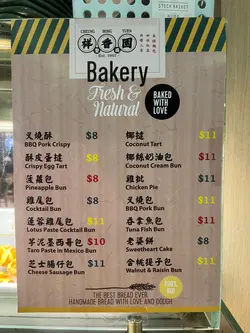 CHEUNG HEUNG YUEN
祥香園
Est. 1963
Bakery
Fresh &
Natural
BAKED
WITH
LOVE
叉燒酥 $8
BBQ Pork Crispy
酥皮蛋撻 $8
Crispy Egg Tart
菠蘿包 $8
Pineapple Bun
雞尾包 $8
Cocktail Bun
蓮蓉雞尾包 $11
Lotus Paste Cocktail Bun
芋泥墨西哥包 $10
Taro Paste in Mexico Bun
芝士腸仔包 $11
Cheese Sausage Bun
椰撻 $11
Coconut Tart
椰絲奶油包 $11
Coconut Cream Bun
雞批 $11
Chicken Pie
叉燒包 $11
BBQ Pork Bun
吞拿魚包 $11
Tuna Fish Bun
老婆餅 $8
Sweetheart Cake
合桃提子包 $11
Walnut & Raisin Bun
THE BEST BREAD EVER
HANDMADE BREAD WITH LOVE AND DOUGH